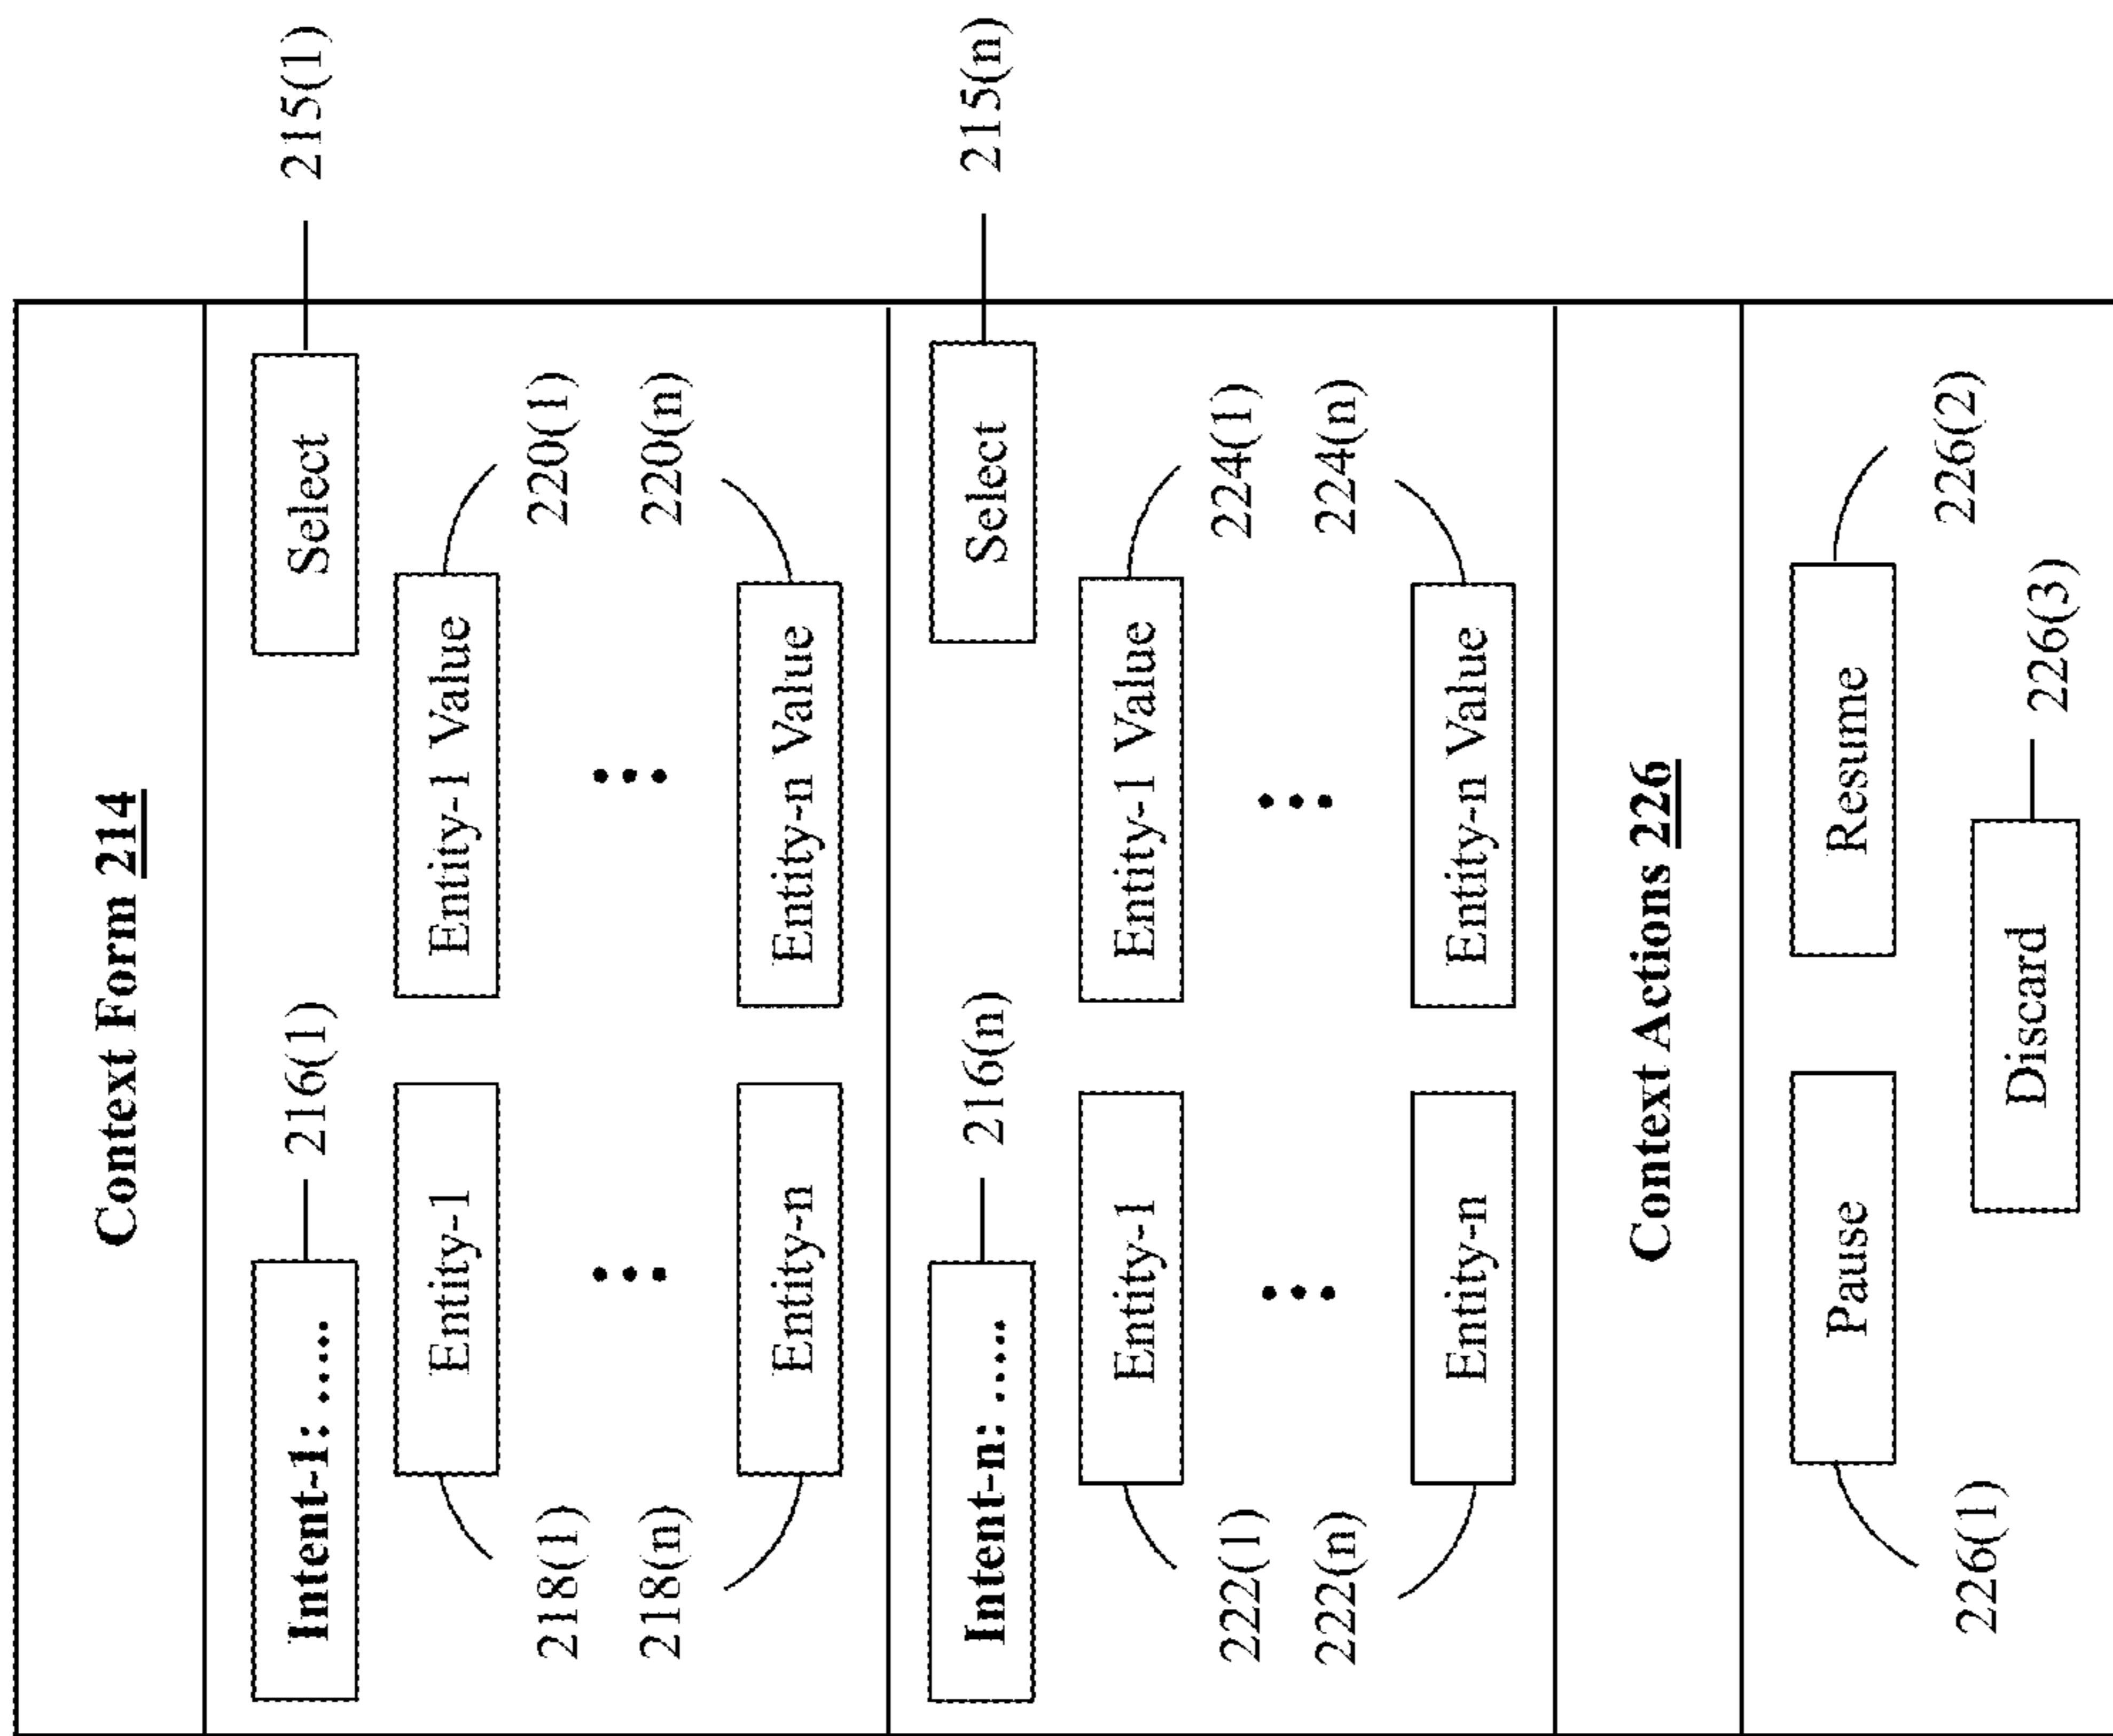 Context Form 214
Intent-1: ..... 216(1) Select 215(1)
Entity-1 Entity-1 Value
218(1) 220(1)
218(n) 220(n)
Entity-n Entity-n Value
Intent-n: ..... 216(n) Select 215(n)
Entity-1 Entity-1 Value
222(1) 224(1)
222(n) 224(n)
Entity-n Entity-n Value
Context Actions 226
Pause Resume
226(1) 226(2)
Discard 226(3)